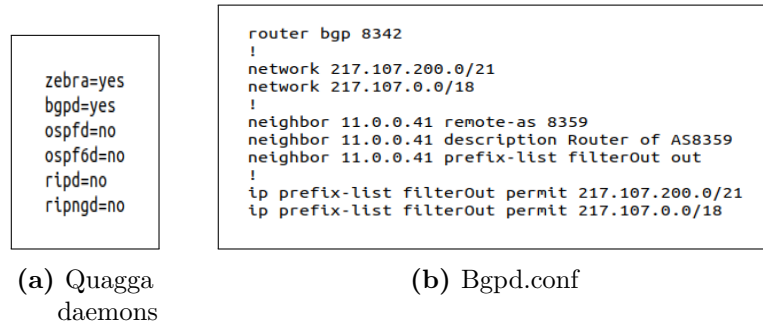 zebra=yes
bgpd=yes
ospfd=no
ospf6d=no
ripd=no
ripngd=no
(a) Quagga
daemons
router bgp 8342
!
network 217.107.200.0/21
network 217.107.0.0/18
!
neighbor 11.0.0.41 remote-as 8359
neighbor 11.0.0.41 description Router of AS8359
neighbor 11.0.0.41 prefix-list filterOut out
!
ip prefix-list filterOut permit 217.107.200.0/21
ip prefix-list filterOut permit 217.107.0.0/18
(b) Bgpd.conf